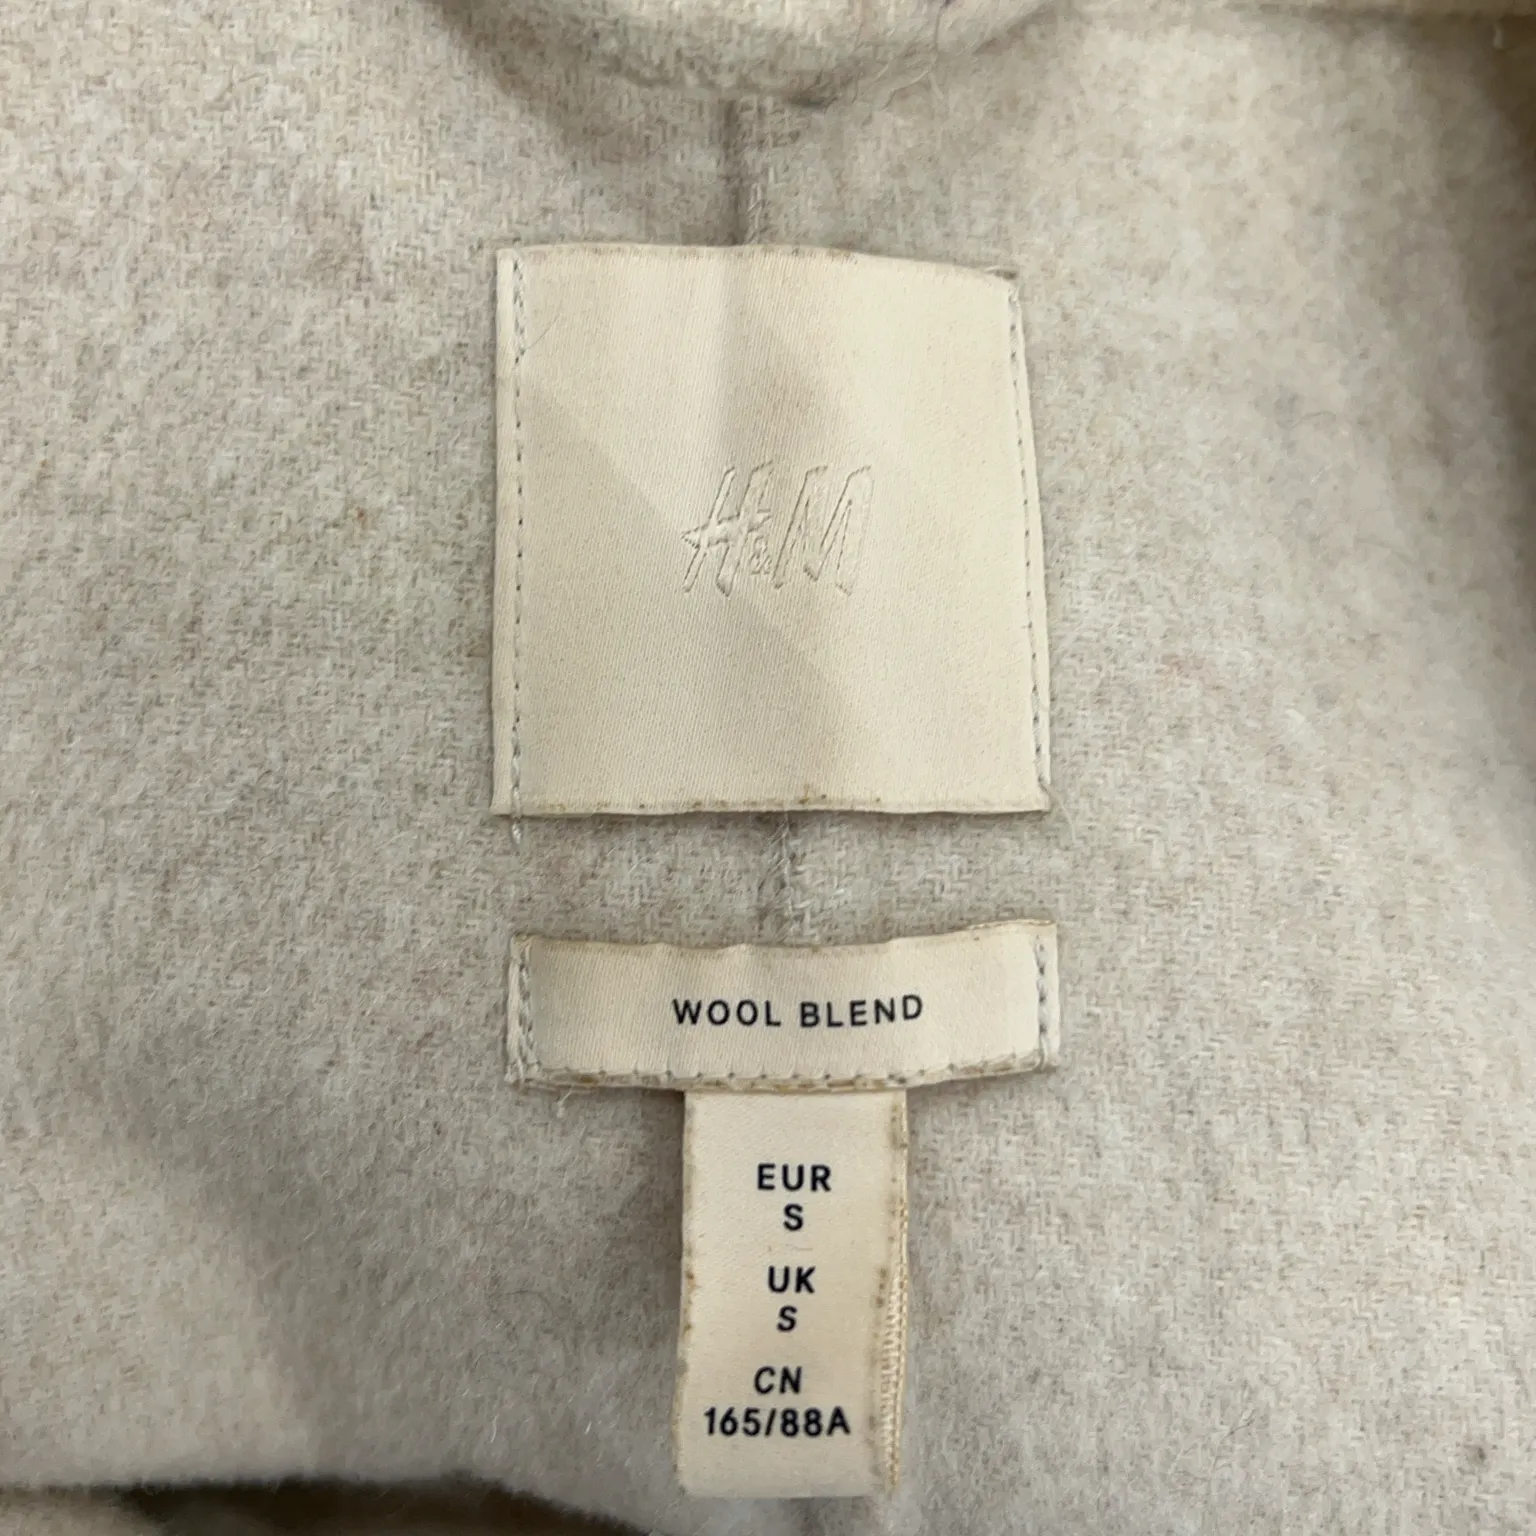 H&M
WOOL BLEND
EUR
S
UK
S
CN
165/88A